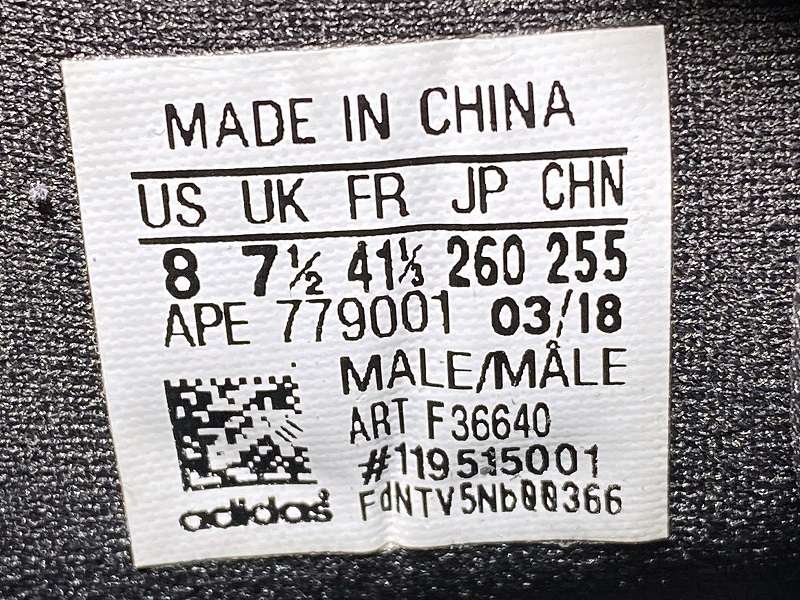 MADE IN CHINA
US UK FR JP CHN
8 7½ 41⅓ 260 255
APE 779001 03/18
MALE/MÂLE
ART F36640
#119515001
adidas